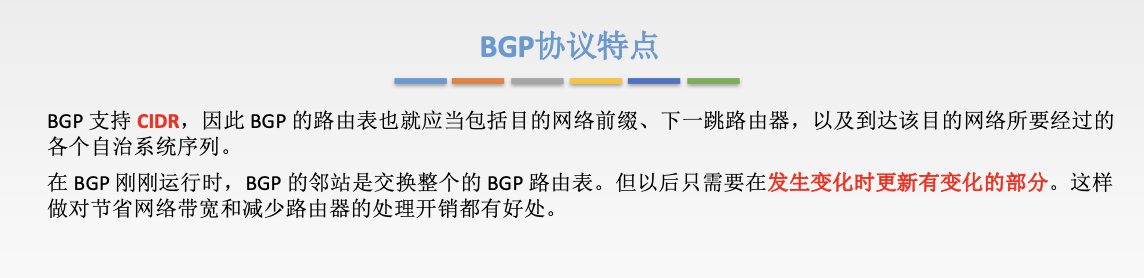 BGP协议特点
BGP 支持 CIDR，因此 BGP 的路由表也就应当包括目的网络前缀、下一跳路由器，以及到达该目的网络所要经过的
各个自治系统序列。
在 BGP 刚刚运行时，BGP 的邻站是交换整个的 BGP 路由表。但以后只需要在发生变化时更新有变化的部分。这样
做对节省网络带宽和减少路由器的处理开销都有好处。